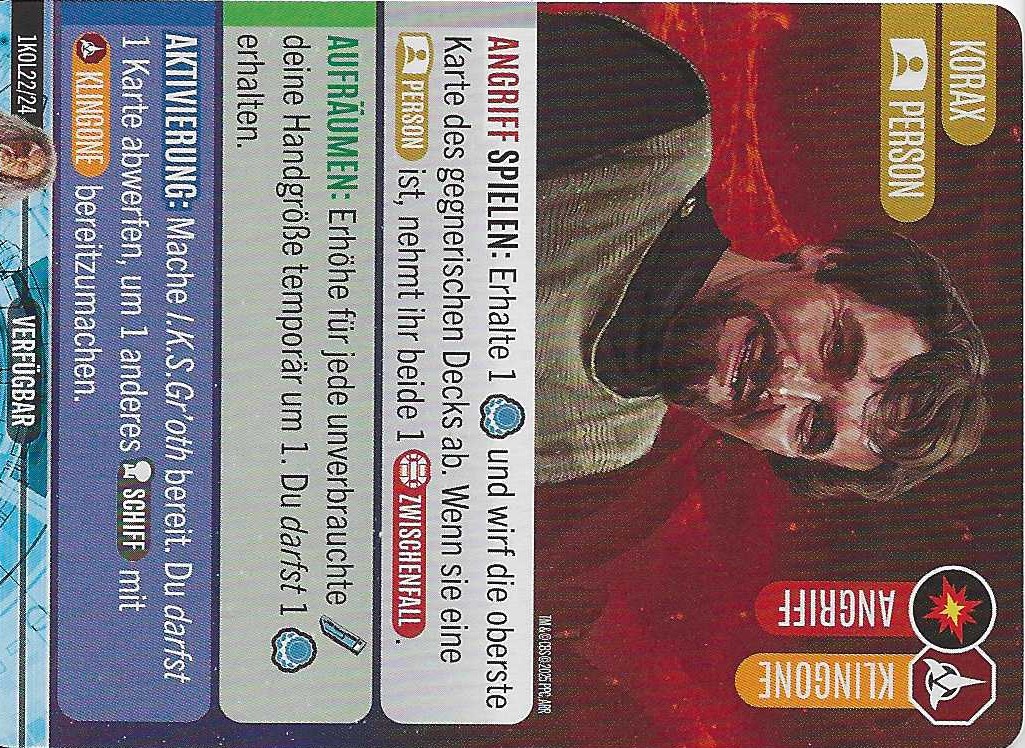 KORAX
PERSON
ANGRIFF
KLINGONE
TM & © CBS © 2025 PPC, ARR
ANGRIFF SPIELEN: Erhalte 1 und wirf die oberste
Karte des gegnerischen Decks ab. Wenn sie eine
PERSON ist, nehmt ihr beide 1 ZWISCHENFALL.
AUFRÄUMEN: Erhöhe für jede unverbrauchte
deine Handgröße temporär um 1. Du darfst 1
erhalten.
AKTIVIERUNG: Mache I.K.S.Gr'oth bereit. Du darfst
1 Karte abwerfen, um 1 anderes SCHIFF mit
KLINGONE bereitzumachen.
1KOL22/24
VERFÜGBAR